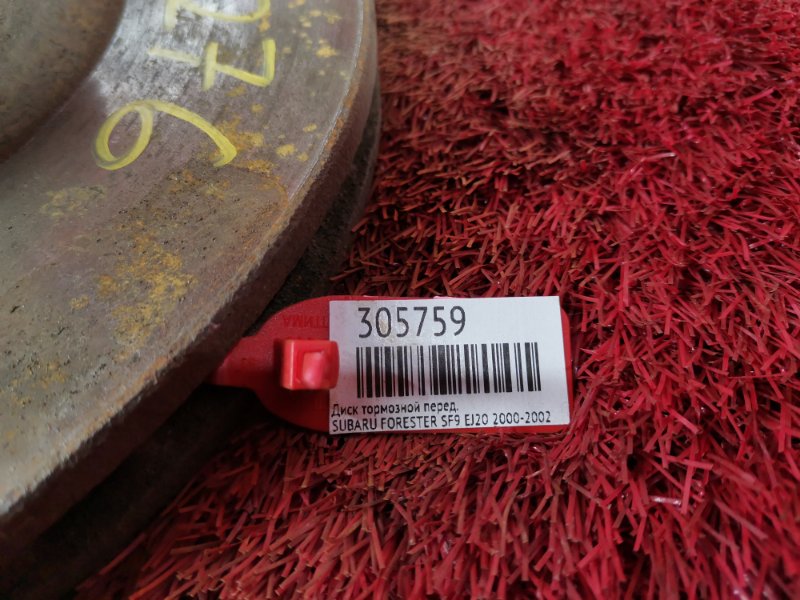 305759
Диск тормозной перед.
SUBARU FORESTER SF9 EJ20 2000-2002